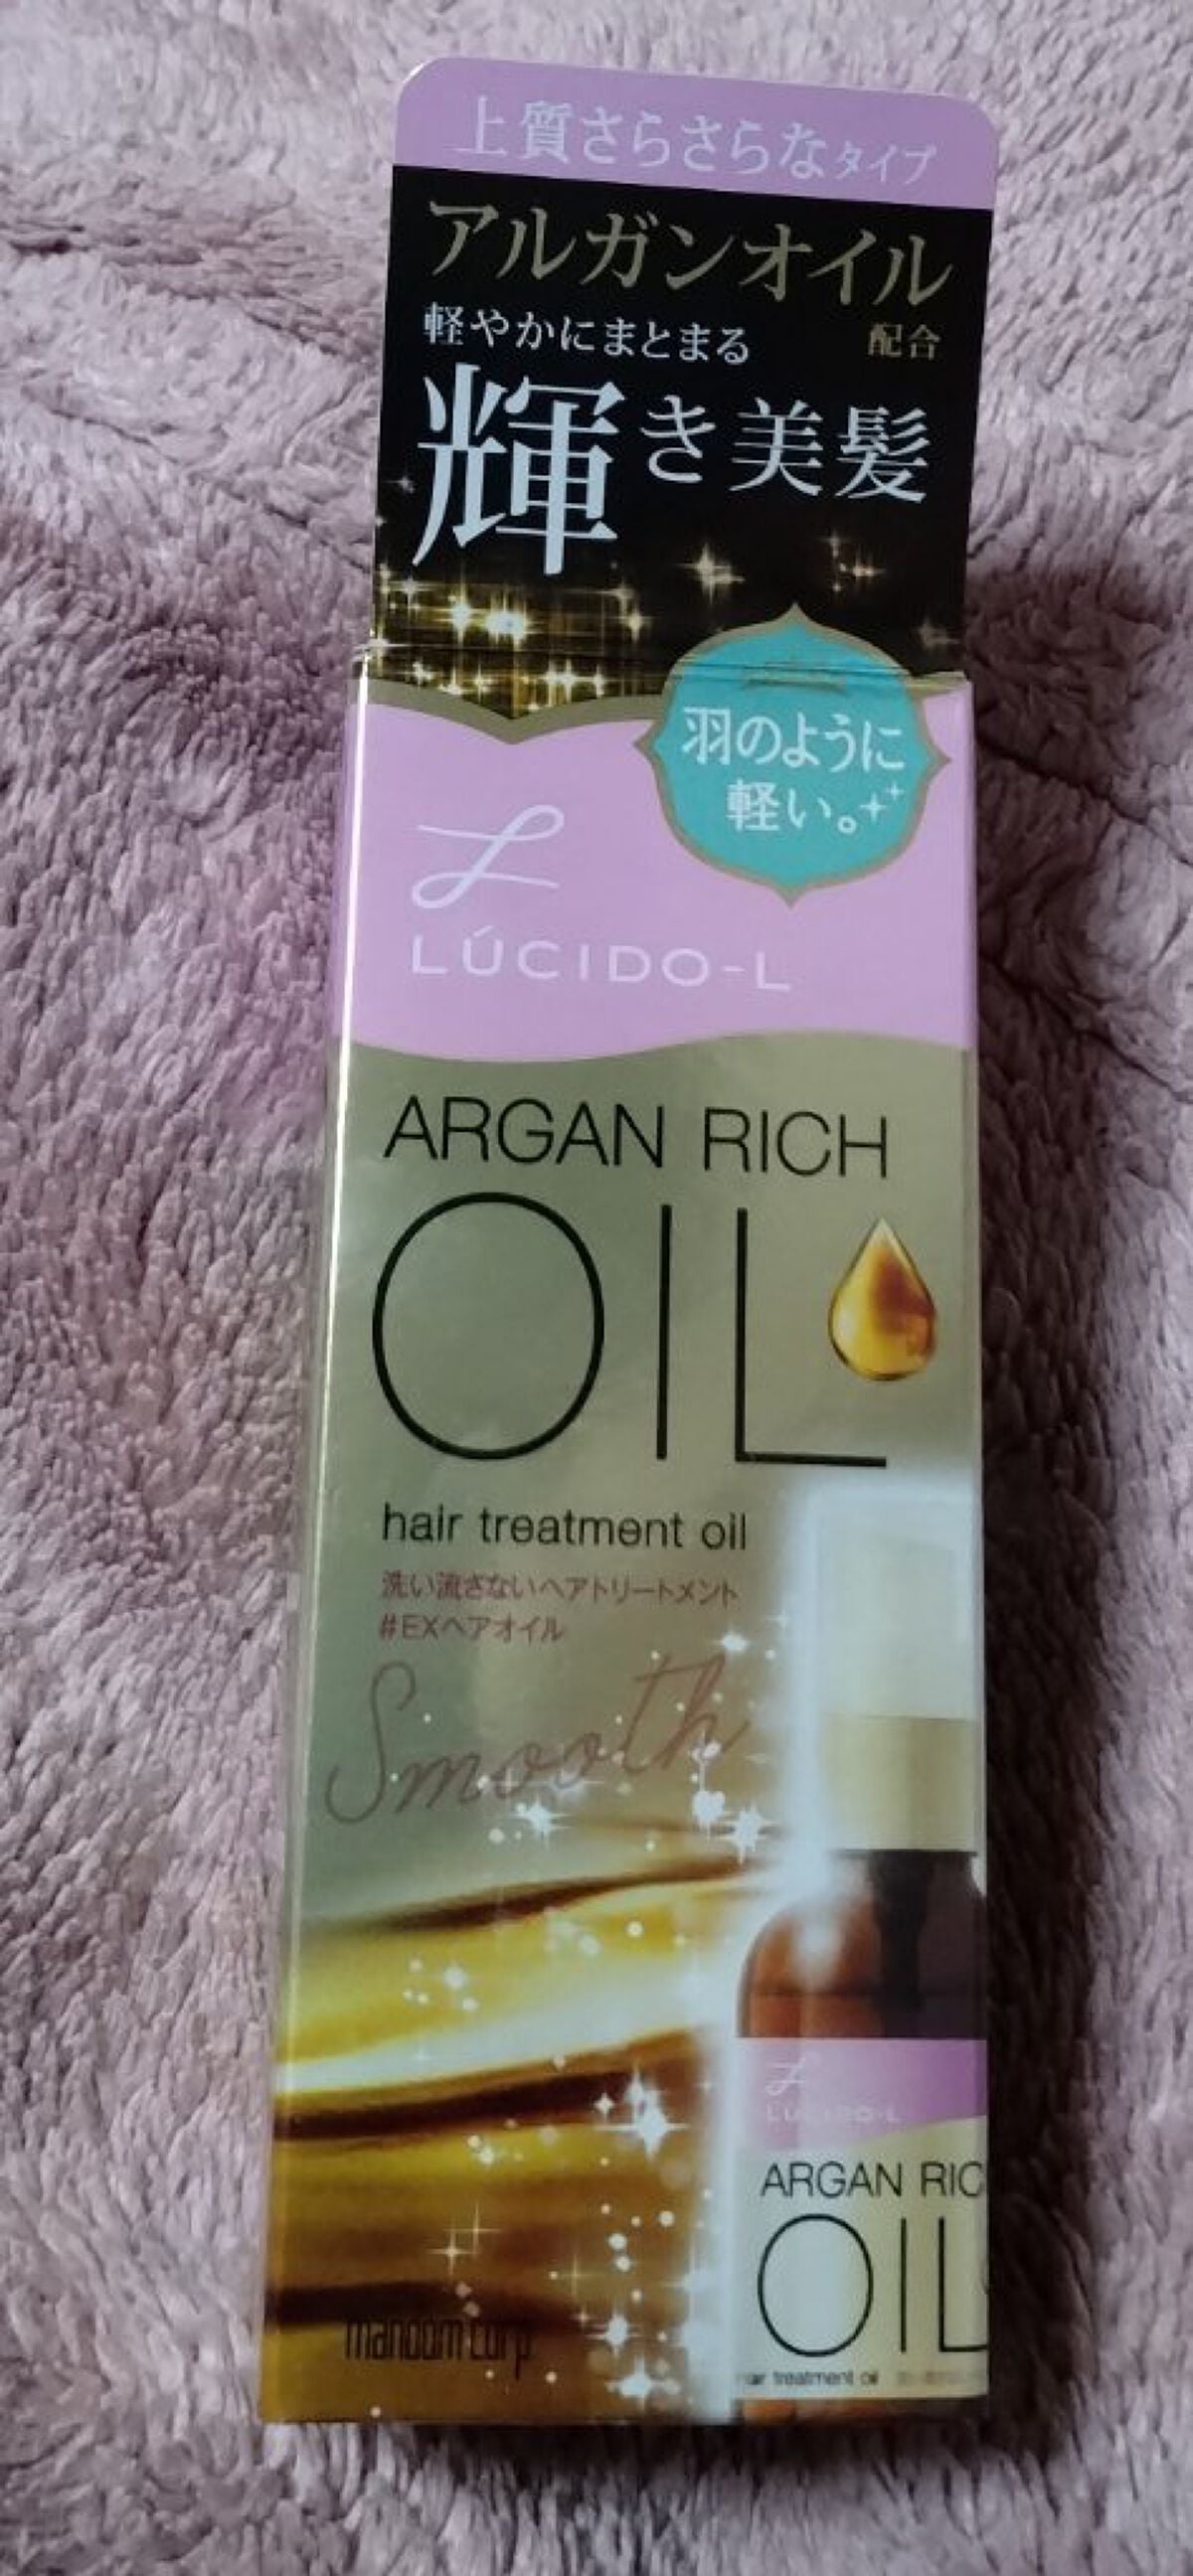 上質さらさらなタイプ
アルガンオイル
配合
軽やかにまとまる
輝き美髪
羽のように
軽い。
LÚCIDO-L
ARGAN RICH
OIL
hair treatment oil
洗い流さないヘアトリートメント
#EXヘアオイル
Smooth
mandom corp.
LÚCIDO-L
ARGAN RIC
OIL
hair treatment oil